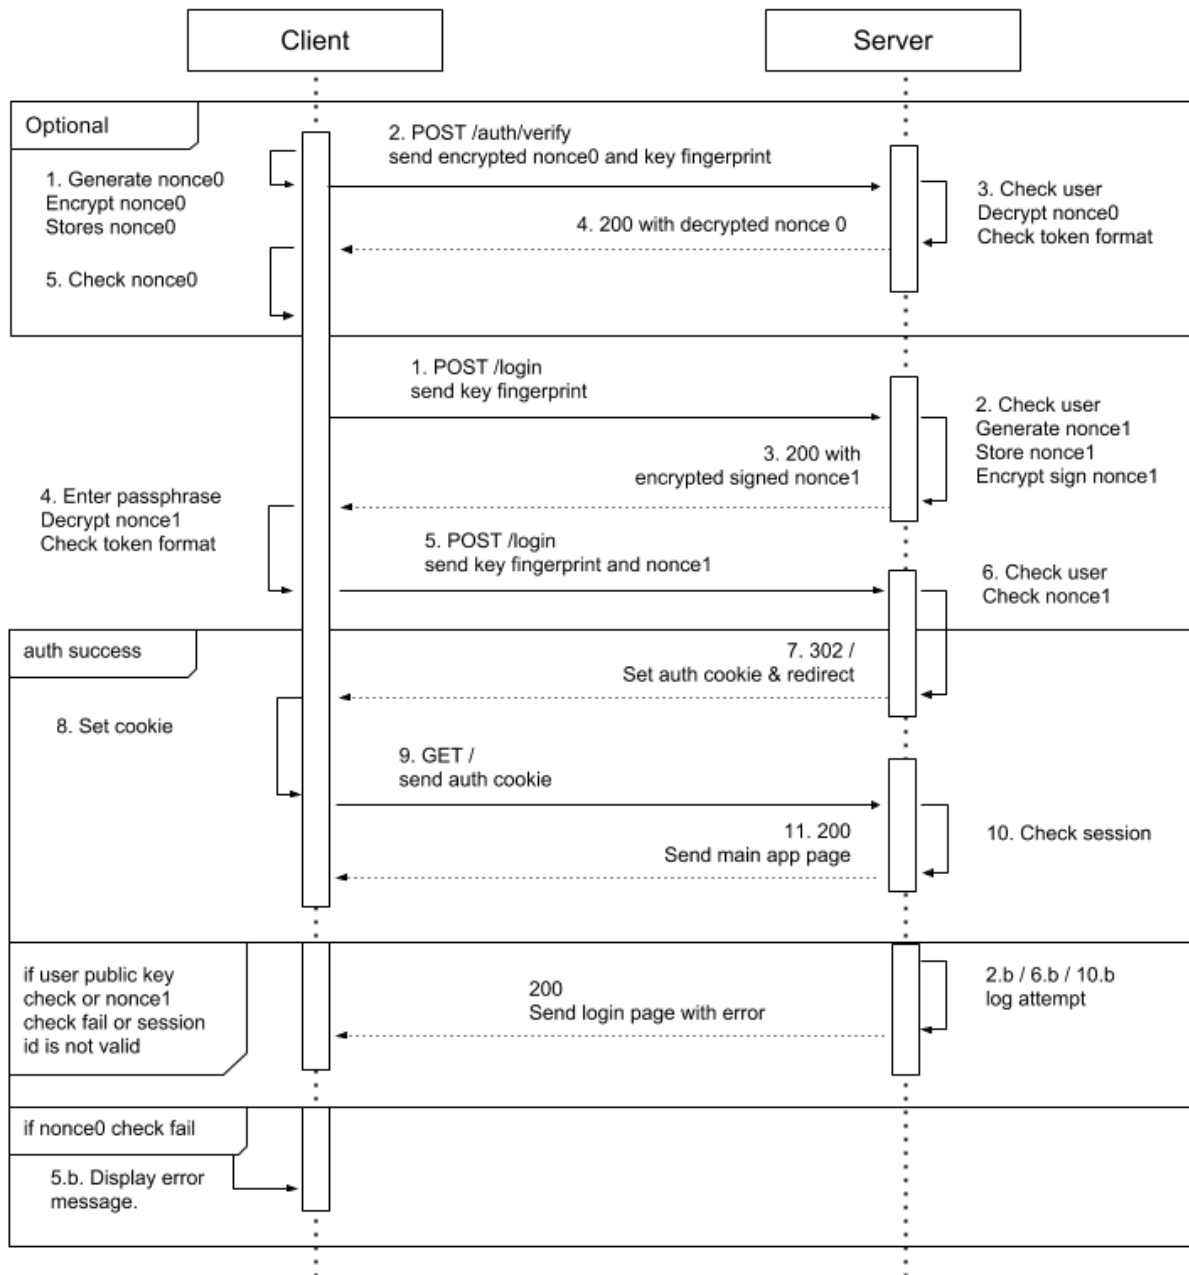 Client
Server
Optional
2. POST /auth/verify
send encrypted nonce0 and key fingerprint
1. Generate nonce0
Encrypt nonce0
Stores nonce0
3. Check user
Decrypt nonce0
Check token format
4. 200 with decrypted nonce 0
5. Check nonce0
1. POST /login
send key fingerprint
2. Check user
Generate nonce1
Store nonce1
Encrypt sign nonce1
3. 200 with
encrypted signed nonce1
4. Enter passphrase
Decrypt nonce1
Check token format
5. POST /login
send key fingerprint and nonce1
6. Check user
Check nonce1
auth success
7. 302 /
Set auth cookie & redirect
8. Set cookie
9. GET /
send auth cookie
10. Check session
11. 200
Send main app page
if user public key
check or nonce1
check fail or session
id is not valid
200
Send login page with error
2.b / 6.b / 10.b
log attempt
if nonce0 check fail
5.b. Display error
message.